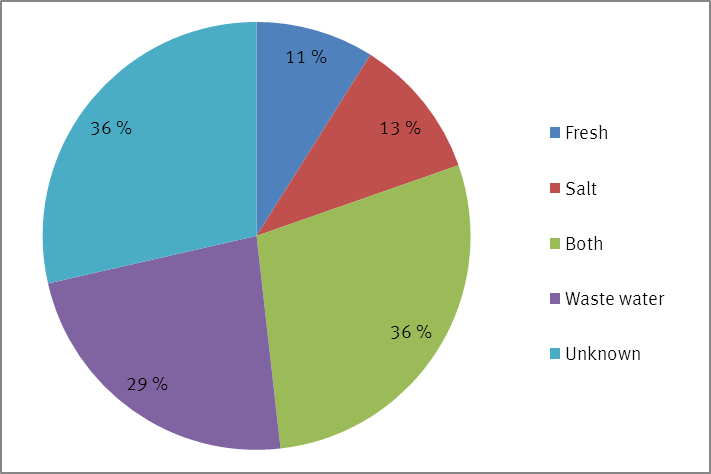 11 %
13 %
36 %
29 %
36 %
Fresh
Salt
Both
Waste water
Unknown